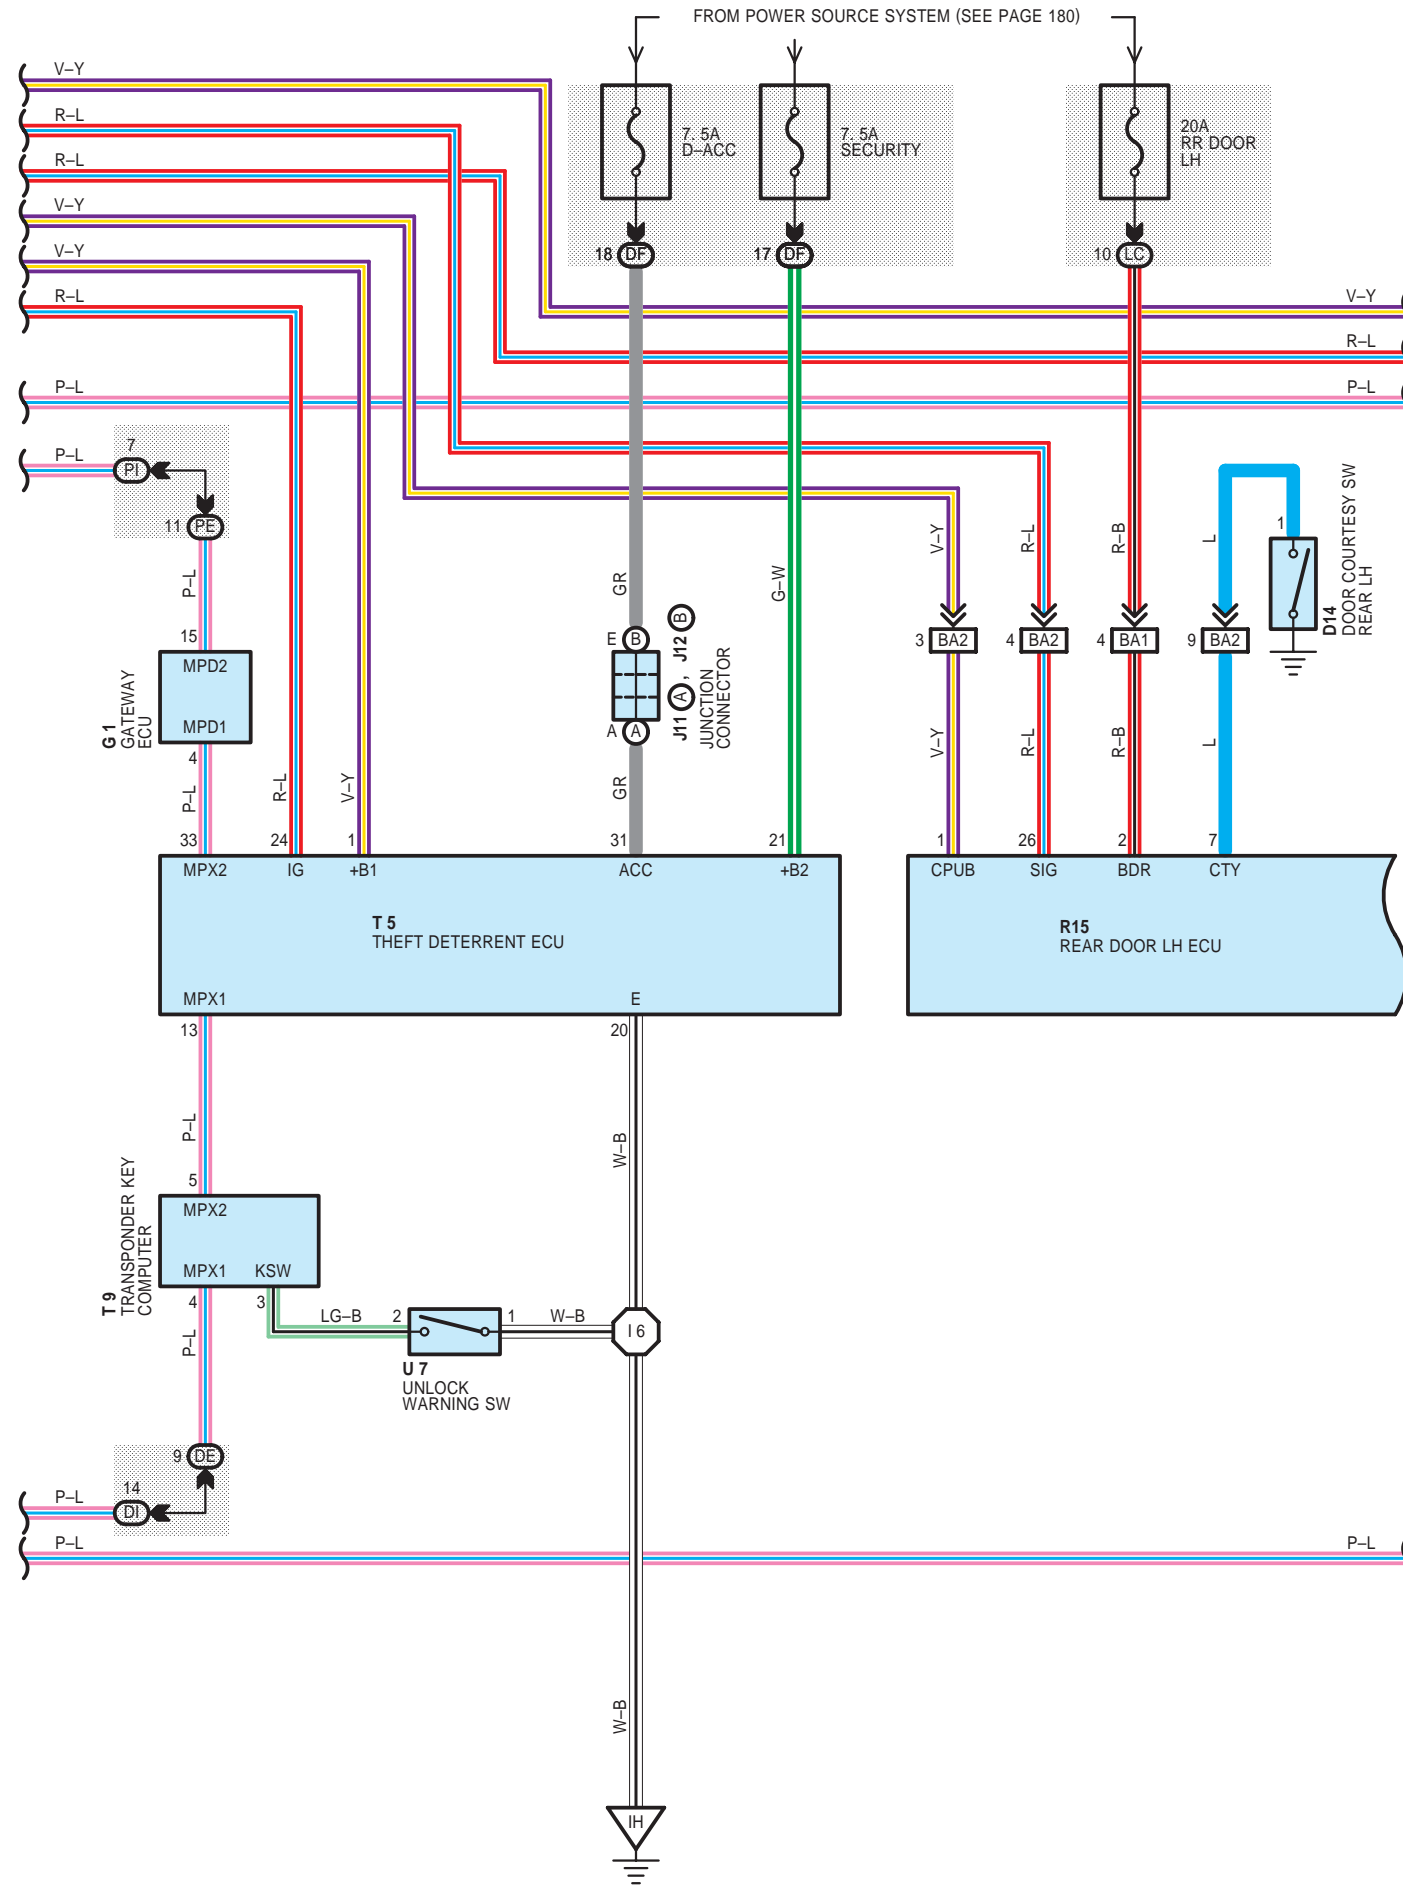 FROM POWER SOURCE SYSTEM (SEE PAGE 180)
V–Y
R–L
R–L
V–Y
V–Y
R–L
7. 5A
D–ACC
7. 5A
SECURITY
20A
RR DOOR
LH
18 DF
17 DF
10 LC
V–Y
R–L
P–L
P–L
P–L
7
PI
11 PE
P–L
15
MPD2
MPD1
G 1
GATEWAY
ECU
4
P–L
R–L
V–Y
GR
E B
J11 A , J12 B
JUNCTION
CONNECTOR
A A
GR
G–W
V–Y
R–L
R–B
L
1
D14
DOOR COURTESY SW
REAR LH
3 BA2
4 BA2
4 BA1
9 BA2
V–Y
R–L
R–B
L
33
24
1
31
21
1
26
2
7
MPX2
IG
+B1
ACC
+B2
CPUB
SIG
BDR
CTY
T 5
THEFT DETERRENT ECU
R15
REAR DOOR LH ECU
MPX1
E
13
20
P–L
W–B
5
MPX2
MPX1
KSW
T 9
TRANSPONDER KEY
COMPUTER
4
3
P–L
LG–B
2
1
W–B
I 6
U 7
UNLOCK
WARNING SW
9 DE
14
DI
P–L
P–L
P–L
W–B
IH